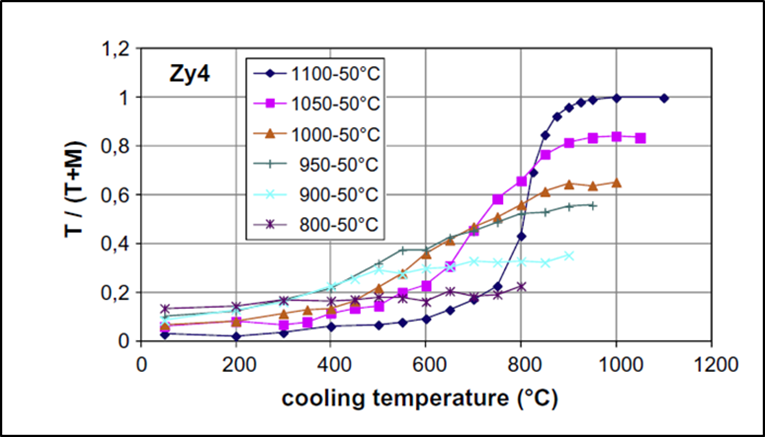 Zy4
1100-50°C
1050-50°C
1000-50°C
950-50°C
900-50°C
800-50°C
T / (T+M)
1,2
1
0,8
0,6
0,4
0,2
0
0 200 400 600 800 1000 1200
cooling temperature (°C)